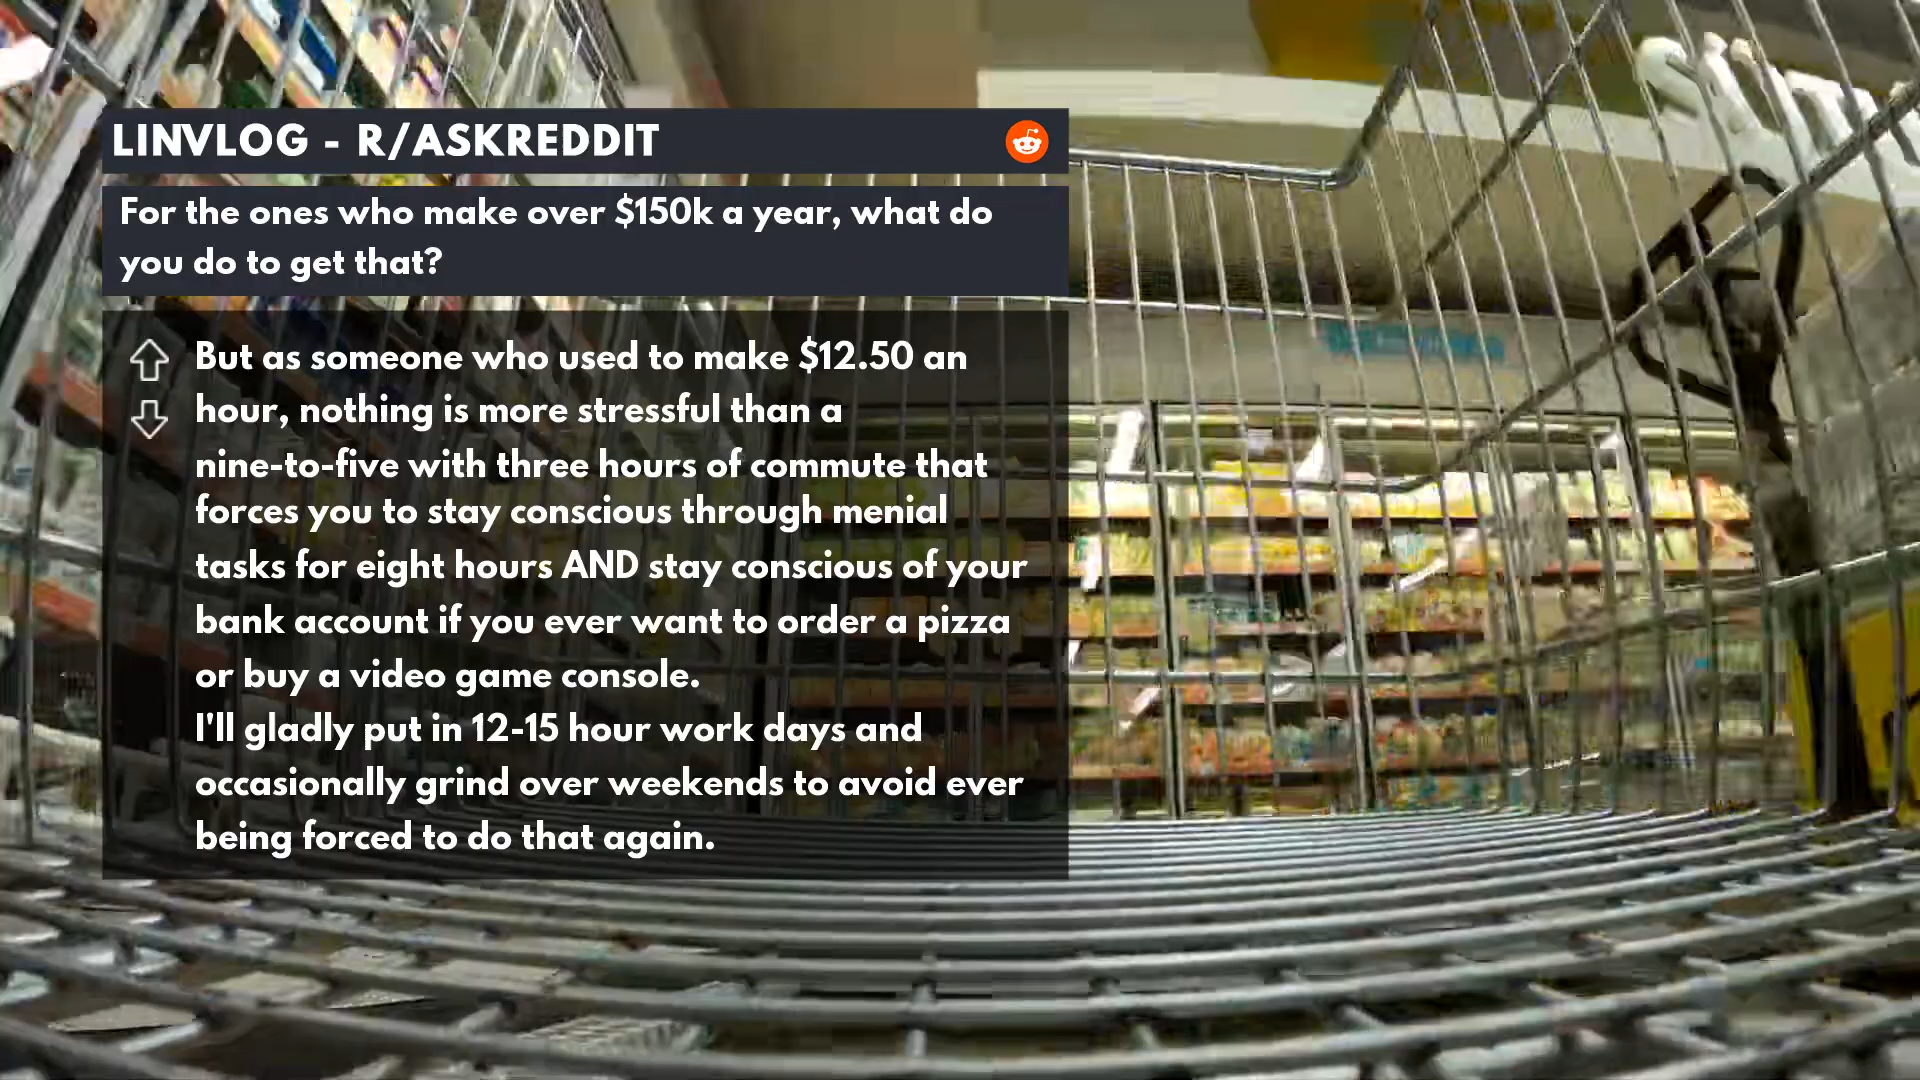 LINVLOG - R/ASKREDDIT
For the ones who make over $150k a year, what do
you do to get that?
But as someone who used to make $12.50 an
hour, nothing is more stressful than a
nine-to-five with three hours of commute that
forces you to stay conscious through menial
tasks for eight hours AND stay conscious of your
bank account if you ever want to order a pizza
or buy a video game console.
I'll gladly put in 12-15 hour work days and
occasionally grind over weekends to avoid ever
being forced to do that again.